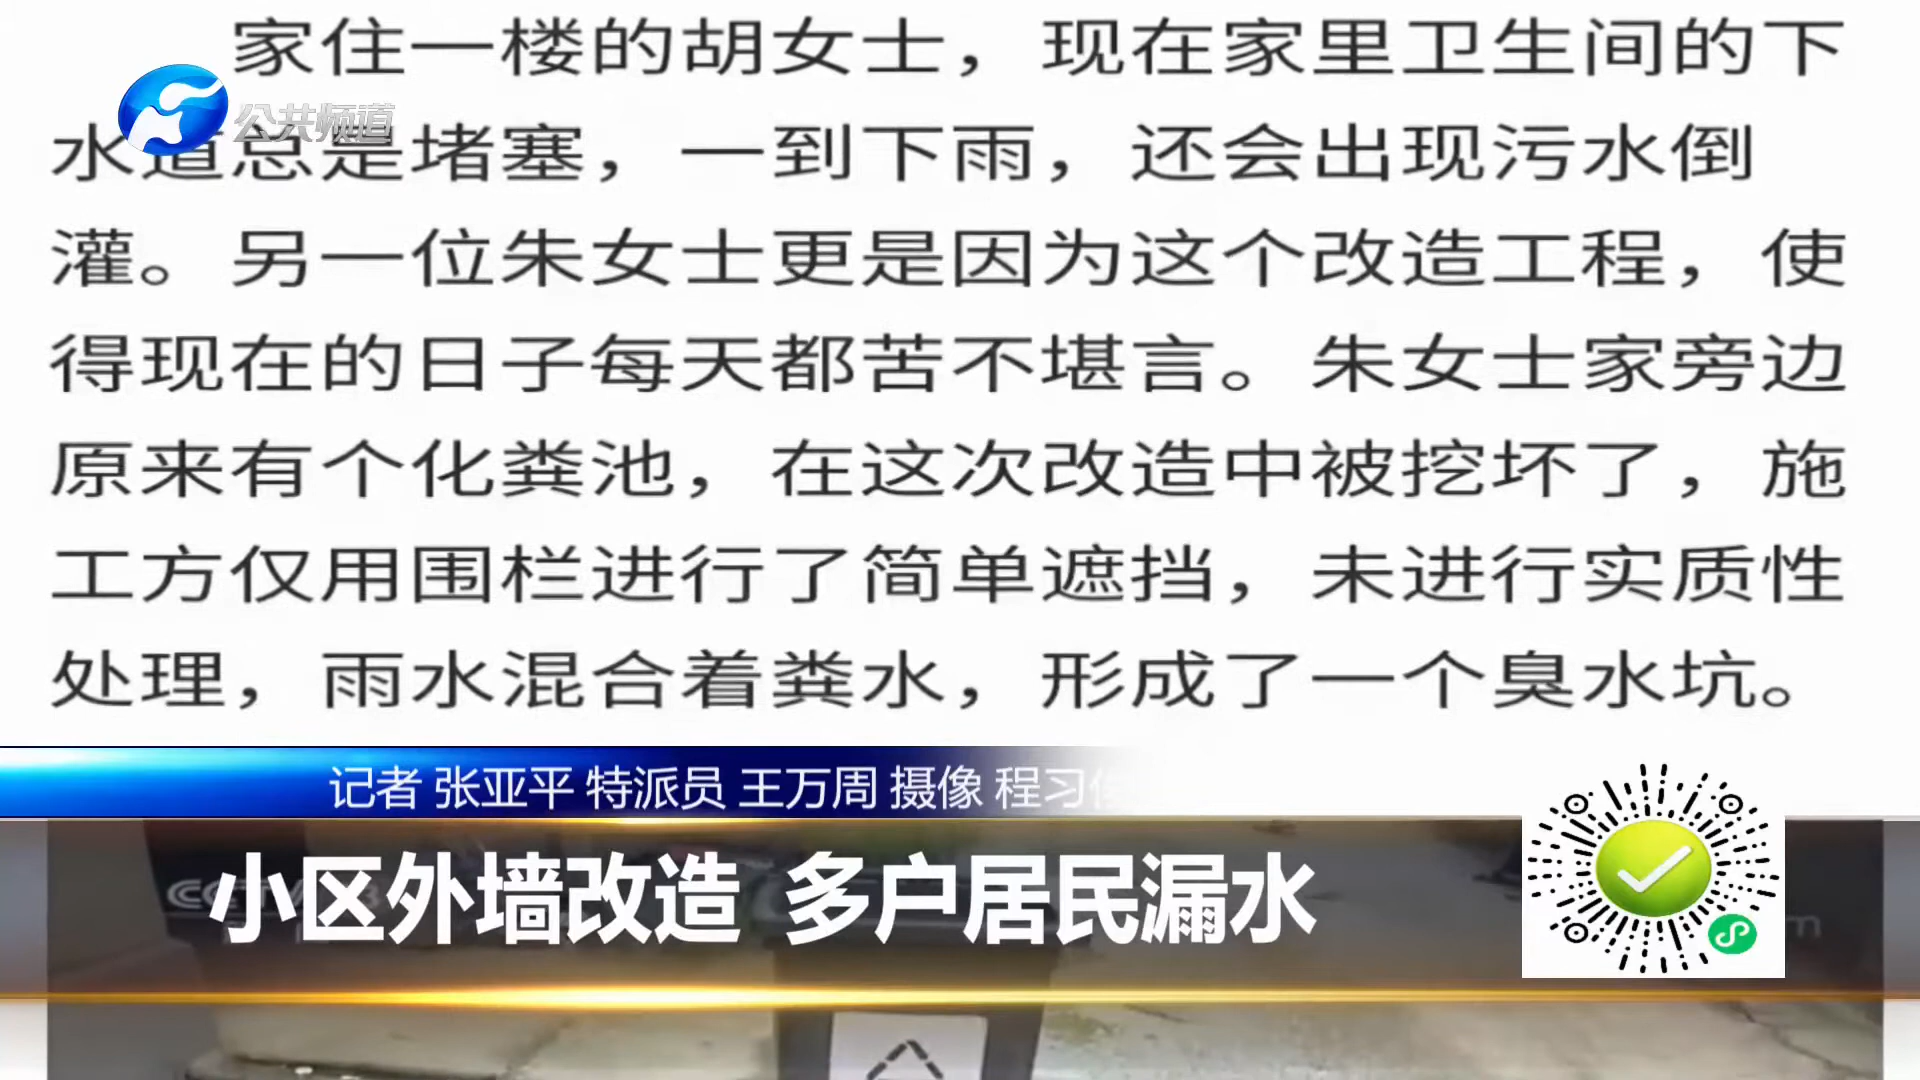 家住一楼的胡女士，现在家里卫生间的下
公共频道
水道总是堵塞，一到下雨，还会出现污水倒
灌。另一位朱女士更是因为这个改造工程，使
得现在的日子每天都苦不堪言。朱女士家旁边
原来有个化粪池，在这次改造中被挖坏了，施
工方仅用围栏进行了简单遮挡，未进行实质性
处理，雨水混合着粪水，形成了一个臭水坑。
记者 张亚平 特派员 王万周 摄像 程习
小区外墙改造 多户居民漏水